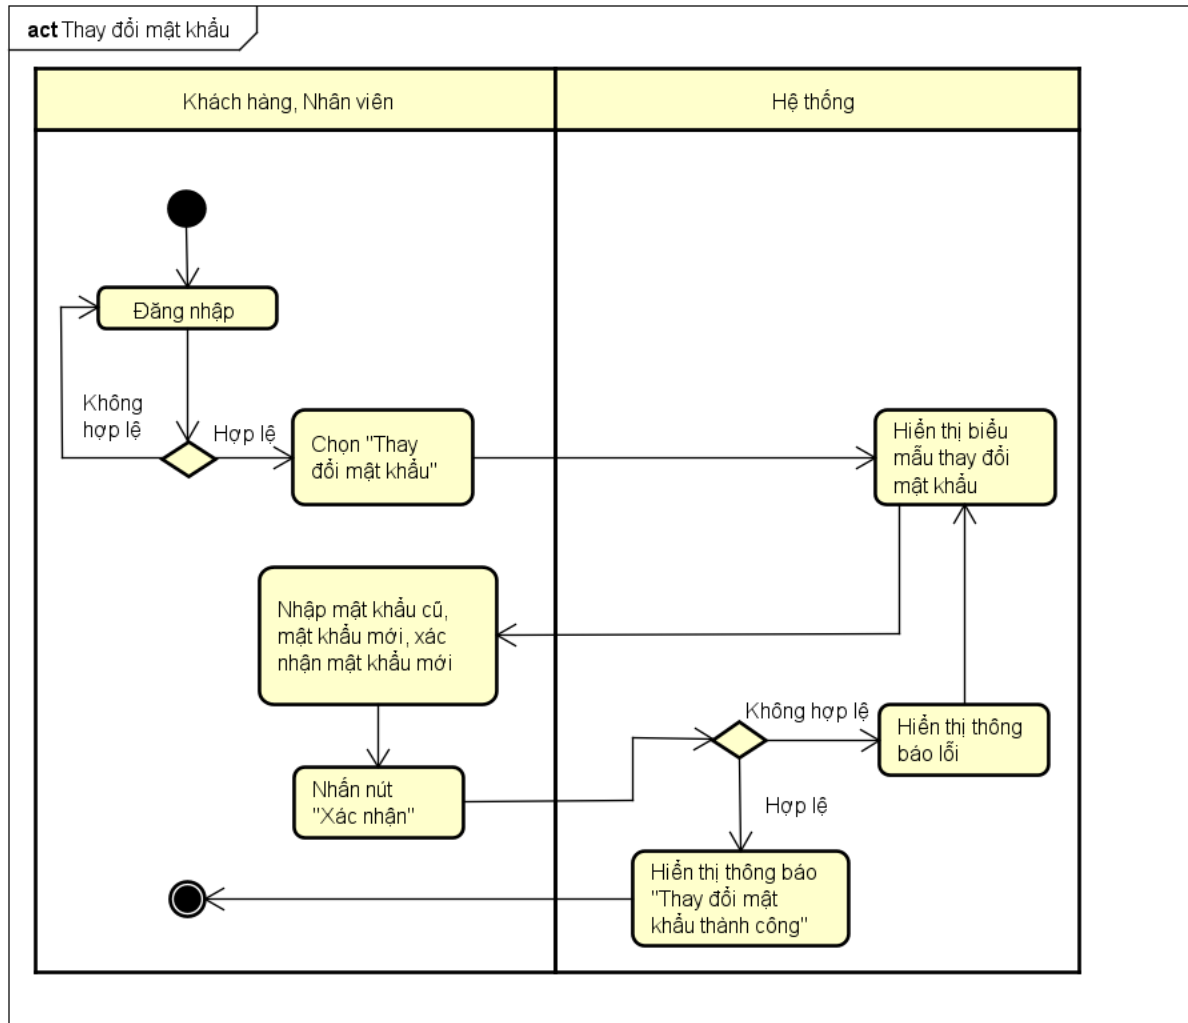 act Thay đổi mật khẩu
Khách hàng, Nhân viên
Hệ thống
Đăng nhập
Không
hợp lệ
Hợp lệ
Chọn "Thay
đổi mật khẩu"
Hiển thị biểu
mẫu thay đổi
mật khẩu
Nhập mật khẩu cũ,
mật khẩu mới, xác
nhận mật khẩu mới
Nhấn nút
"Xác nhận"
Không hợp lệ
Hiển thị thông
báo lỗi
Hợp lệ
Hiển thị thông báo
"Thay đổi mật
khẩu thành công"